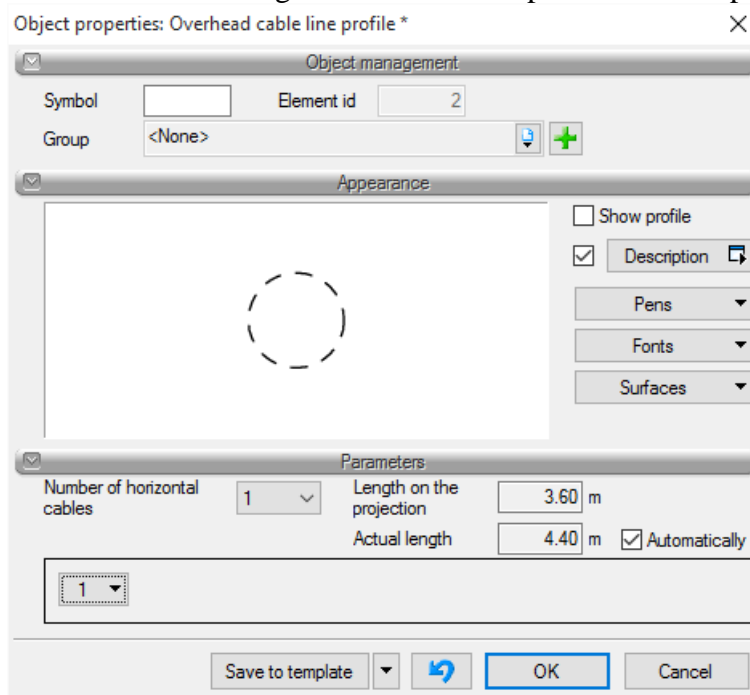 Object properties: Overhead cable line profile *
Object management
Symbol Element id 2
Group <None>
Appearance
Show profile
Description
Pens
Fonts
Surfaces
Parameters
Number of horizontal cables 1 Length on the projection 3.60 m
Actual length 4.40 m Automatically
1
Save to template OK Cancel